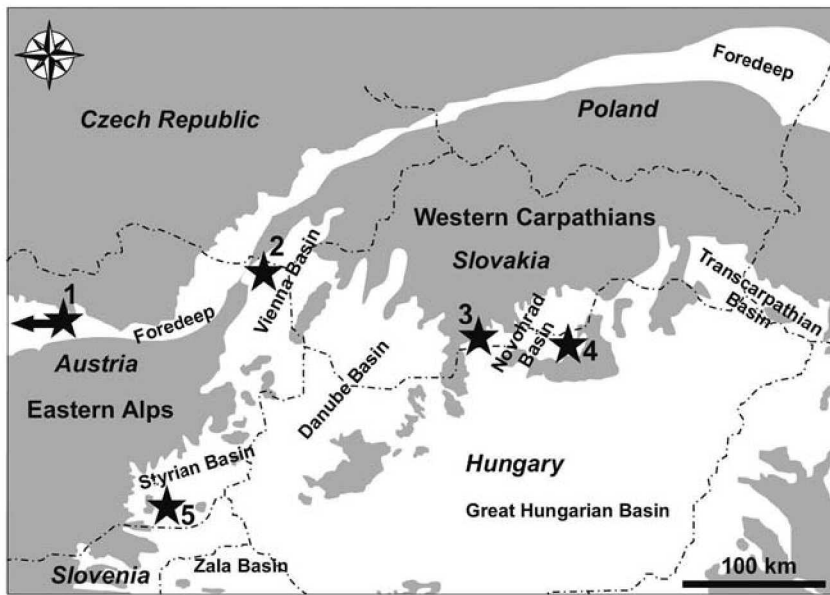 Foredeep
Czech Republic
Poland
Western Carpathians
2
Slovakia
Vienna Basin
Transcarpathian
Basin
1
Foredeep
3
Novohrad
Basin
4
Austria
Danube Basin
Eastern Alps
Styrian Basin
Hungary
5
Great Hungarian Basin
Zala Basin
Slovenia
100 km